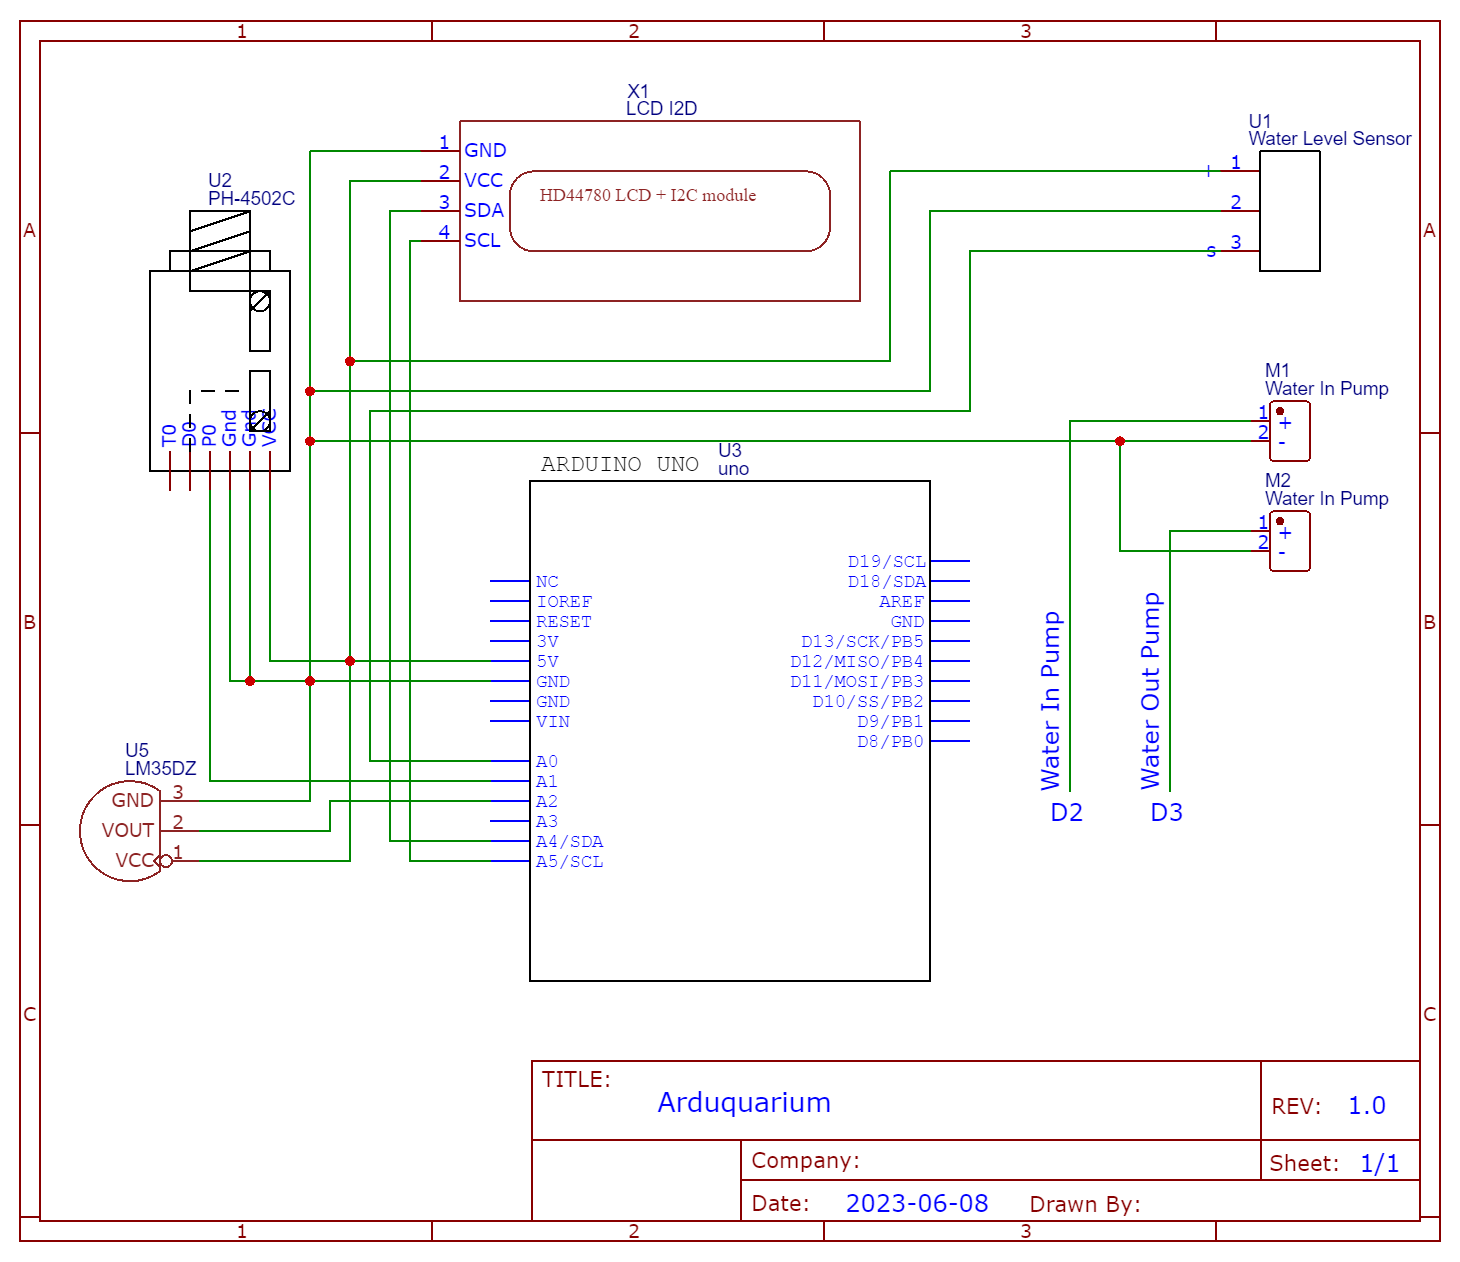 1
2
3
A
A
B
B
C
C
1
2
3
X1
LCD I2D
1 GND
2 VCC
3 SDA
4 SCL
HD44780 LCD + I2C module
U1
Water Level Sensor
+ 1
2
s 3
U2
PH-4502C
T0
D0
P0
Gnd
Gnd
VCC
M1
Water In Pump
1 +
2 -
M2
Water In Pump
1 +
2 -
ARDUINO UNO
U3
uno
NC
IOREF
RESET
3V
5V
GND
GND
VIN
A0
A1
A2
A3
A4/SDA
A5/SCL
D19/SCL
D18/SDA
AREF
GND
D13/SCK/PB5
D12/MISO/PB4
D11/MOSI/PB3
D10/SS/PB2
D9/PB1
D8/PB0
Water In Pump
D2
Water Out Pump
D3
U5
LM35DZ
GND 3
VOUT 2
VCC 1
TITLE:
Arduquarium
REV: 1.0
Company:
Sheet: 1/1
Date: 2023-06-08
Drawn By: